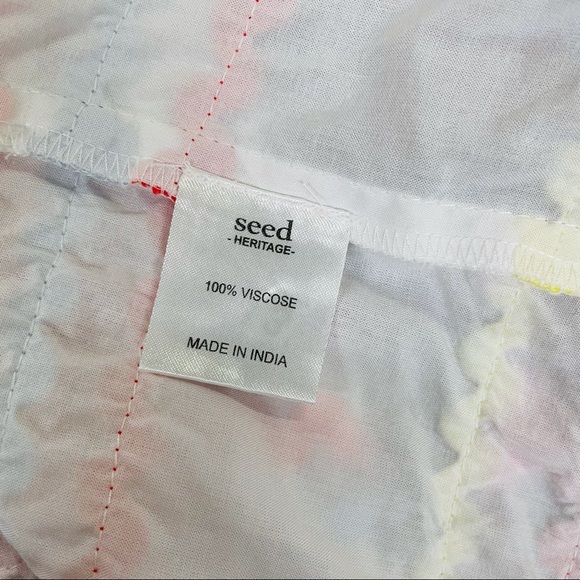 seed
-HERITAGE-
100% VISCOSE
MADE IN INDIA